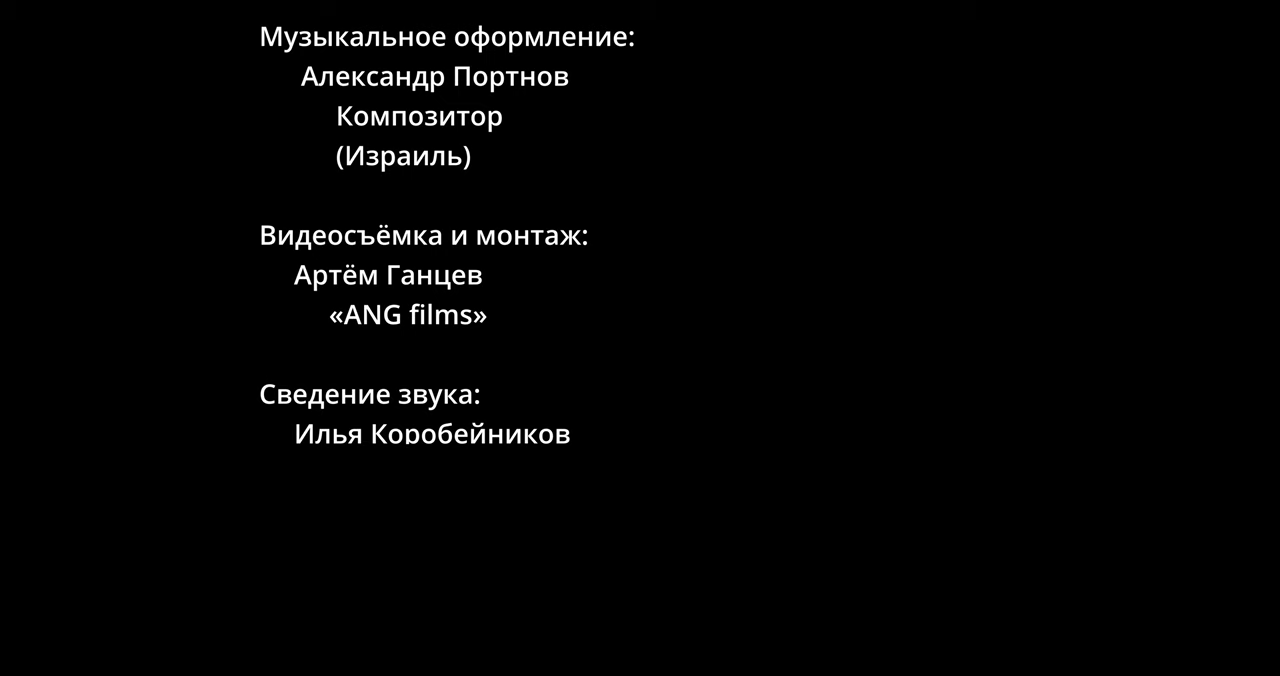 Музыкальное оформление:
Александр Портнов
Композитор
(Израиль)
Видеосъёмка и монтаж:
Артём Ганцев
«ANG films»
Сведение звука:
Илья Коробейников